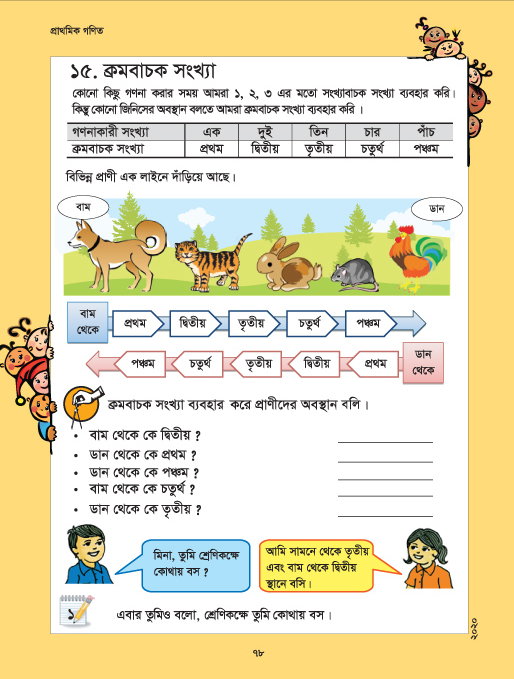 প্রাথমিক গণিত
১৫. ক্রমবাচক সংখ্যা
কোনো কিছু গণনা করার সময় আমরা ১, ২, ৩ এর মতো সংখ্যাবাচক সংখ্যা ব্যবহার করি।
কিন্তু কোনো জিনিসের অবস্থান বলতে আমরা ক্রমবাচক সংখ্যা ব্যবহার করি ।
গণনাকারী সংখ্যা এক দুই তিন চার পাঁচ
ক্রমবাচক সংখ্যা প্রথম দ্বিতীয় তৃতীয় চতুর্থ পঞ্চম
বিভিন্ন প্রাণী এক লাইনে দাঁড়িয়ে আছে।
বাম ডান
বাম
থেকে
প্রথম দ্বিতীয় তৃতীয় চতুর্থ পঞ্চম
পঞ্চম চতুর্থ তৃতীয় দ্বিতীয় প্রথম
ডান
থেকে
ক্রমবাচক সংখ্যা ব্যবহার করে প্রাণীদের অবস্থান বলি ।
• বাম থেকে কে দ্বিতীয় ?
• ডান থেকে কে প্রথম ?
• ডান থেকে কে পঞ্চম ?
• বাম থেকে কে চতুর্থ ?
• ডান থেকে কে তৃতীয় ?
মিনা, তুমি শ্রেণিকক্ষে
কোথায় বস ?
আমি সামনে থেকে তৃতীয়
এবং বাম থেকে দ্বিতীয়
স্থানে বসি।
১ এবার তুমিও বলো, শ্রেণিকক্ষে তুমি কোথায় বস ।
২০২০
৭৮